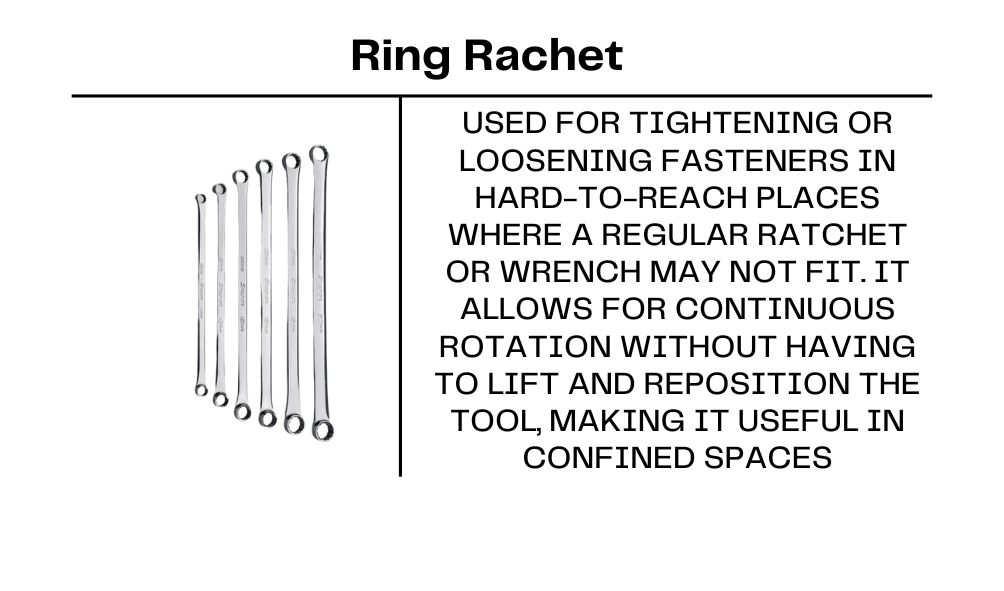 Ring Rachet
USED FOR TIGHTENING OR
LOOSENING FASTENERS IN
HARD-TO-REACH PLACES
WHERE A REGULAR RATCHET
OR WRENCH MAY NOT FIT. IT
ALLOWS FOR CONTINUOUS
ROTATION WITHOUT HAVING
TO LIFT AND REPOSITION THE
TOOL, MAKING IT USEFUL IN
CONFINED SPACES